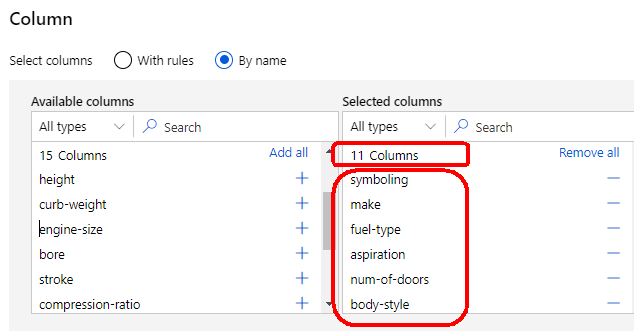 Column
Select columns With rules By name
Available columns Selected columns
All types Search All types Search
15 Columns Add all 11 Columns Remove all
height symboling
curb-weight make
engine-size fuel-type
bore aspiration
stroke num-of-doors
compression-ratio body-style